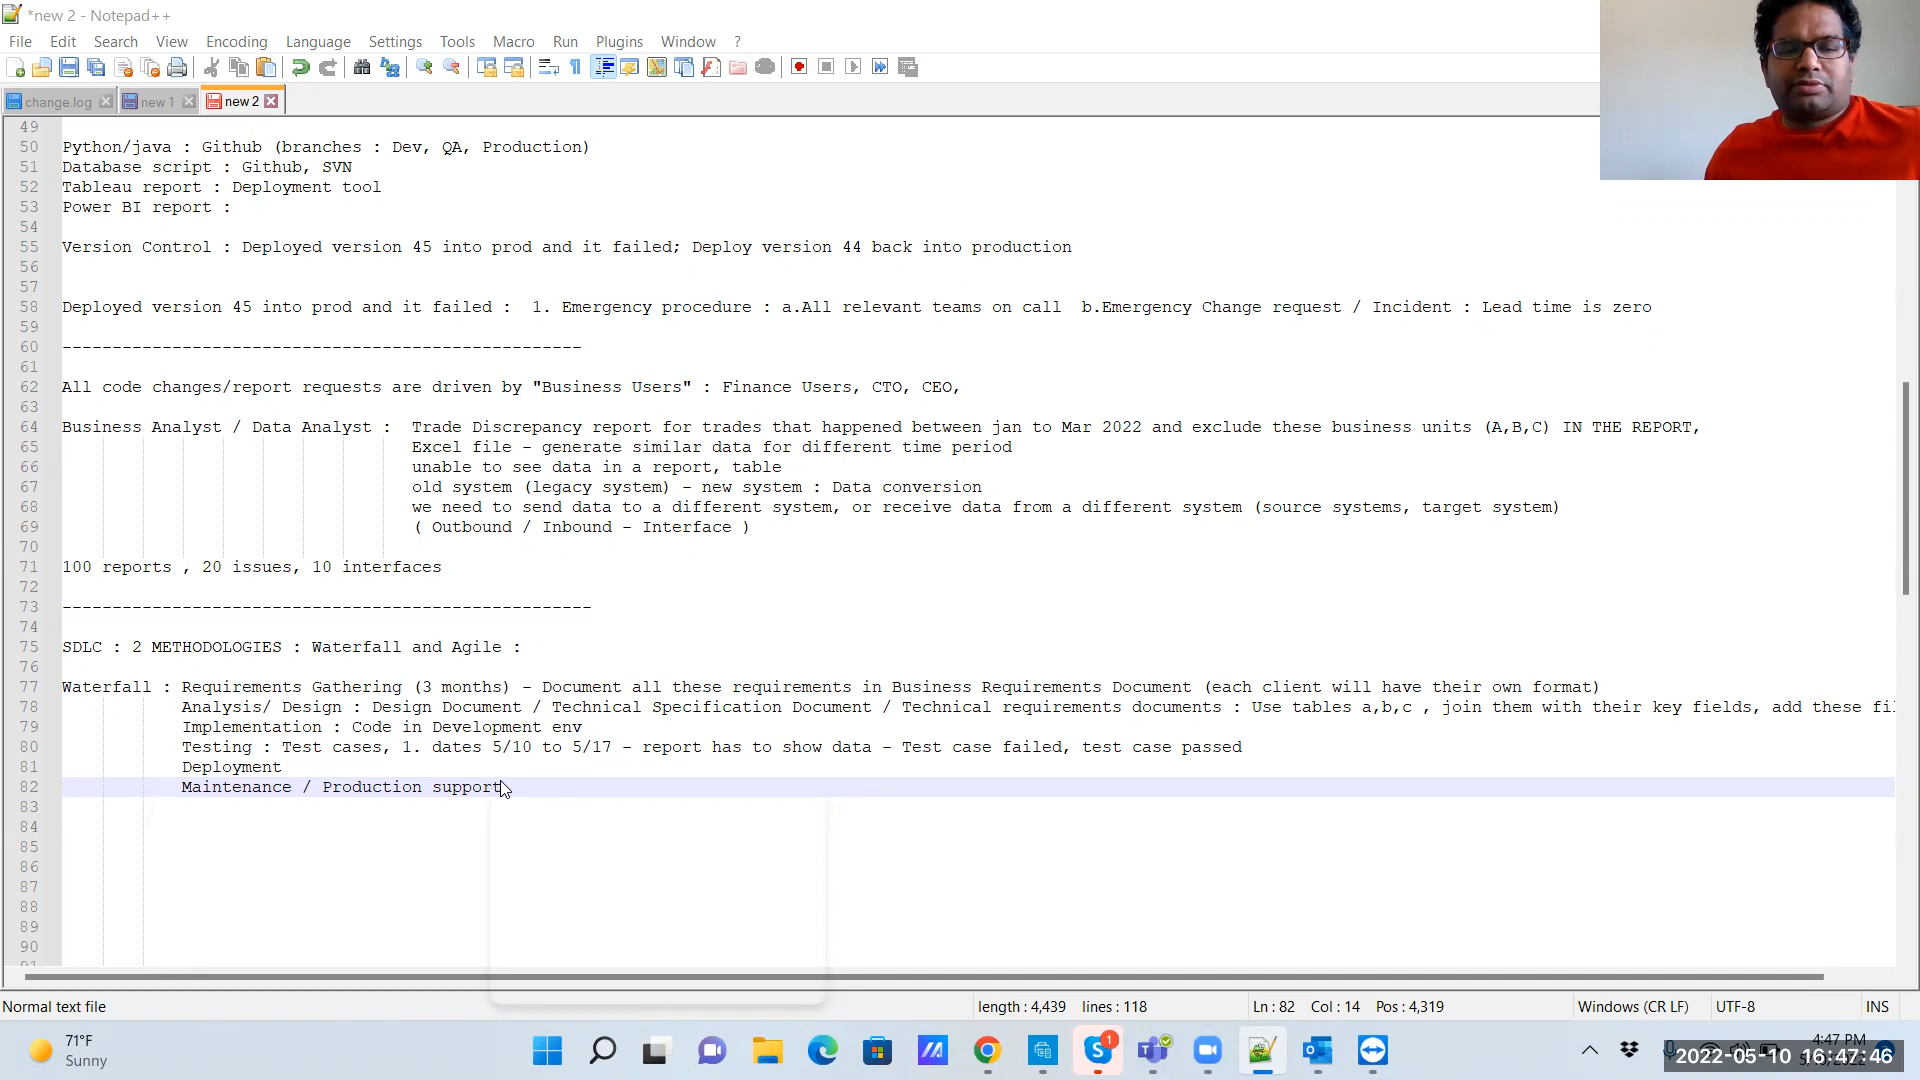 *new 2 - Notepad++
File Edit Search View Encoding Language Settings Tools Macro Run Plugins Window ?
change.log new 1 new 2
49
50 Python/java : Github (branches : Dev, QA, Production)
51 Database script : Github, SVN
52 Tableau report : Deployment tool
53 Power BI report :
54
55 Version Control : Deployed version 45 into prod and it failed; Deploy version 44 back into production
56
57
58 Deployed version 45 into prod and it failed : 1. Emergency procedure : a.All relevant teams on call b.Emergency Change request / Incident : Lead time is zero
59
60 ----------------------------------------------------
61
62 All code changes/report requests are driven by "Business Users" : Finance Users, CTO, CEO,
63
64 Business Analyst / Data Analyst : Trade Discrepancy report for trades that happened between jan to Mar 2022 and exclude these business units (A,B,C) IN THE REPORT,
65 Excel file - generate similar data for different time period
66 unable to see data in a report, table
67 old system (legacy system) - new system : Data conversion
68 we need to send data to a different system, or receive data from a different system (source systems, target system)
69 ( Outbound / Inbound - Interface )
70
71 100 reports , 20 issues, 10 interfaces
72
73 -----------------------------------------------------
74
75 SDLC : 2 METHODOLOGIES : Waterfall and Agile :
76
77 Waterfall : Requirements Gathering (3 months) - Document all these requirements in Business Requirements Document (each client will have their own format)
78 Analysis/ Design : Design Document / Technical Specification Document / Technical requirements documents : Use tables a,b,c , join them with their key fields, add these fi
79 Implementation : Code in Development env
80 Testing : Test cases, 1. dates 5/10 to 5/17 - report has to show data - Test case failed, test case passed
81 Deployment
82 Maintenance / Production support
83
84
85
86
87
88
89
90
91
Normal text file length : 4,439 lines : 118 Ln : 82 Col : 14 Pos : 4,319 Windows (CR LF) UTF-8 INS
71°F
Sunny
1
4:47 PM
2022-05-10 16:47:46